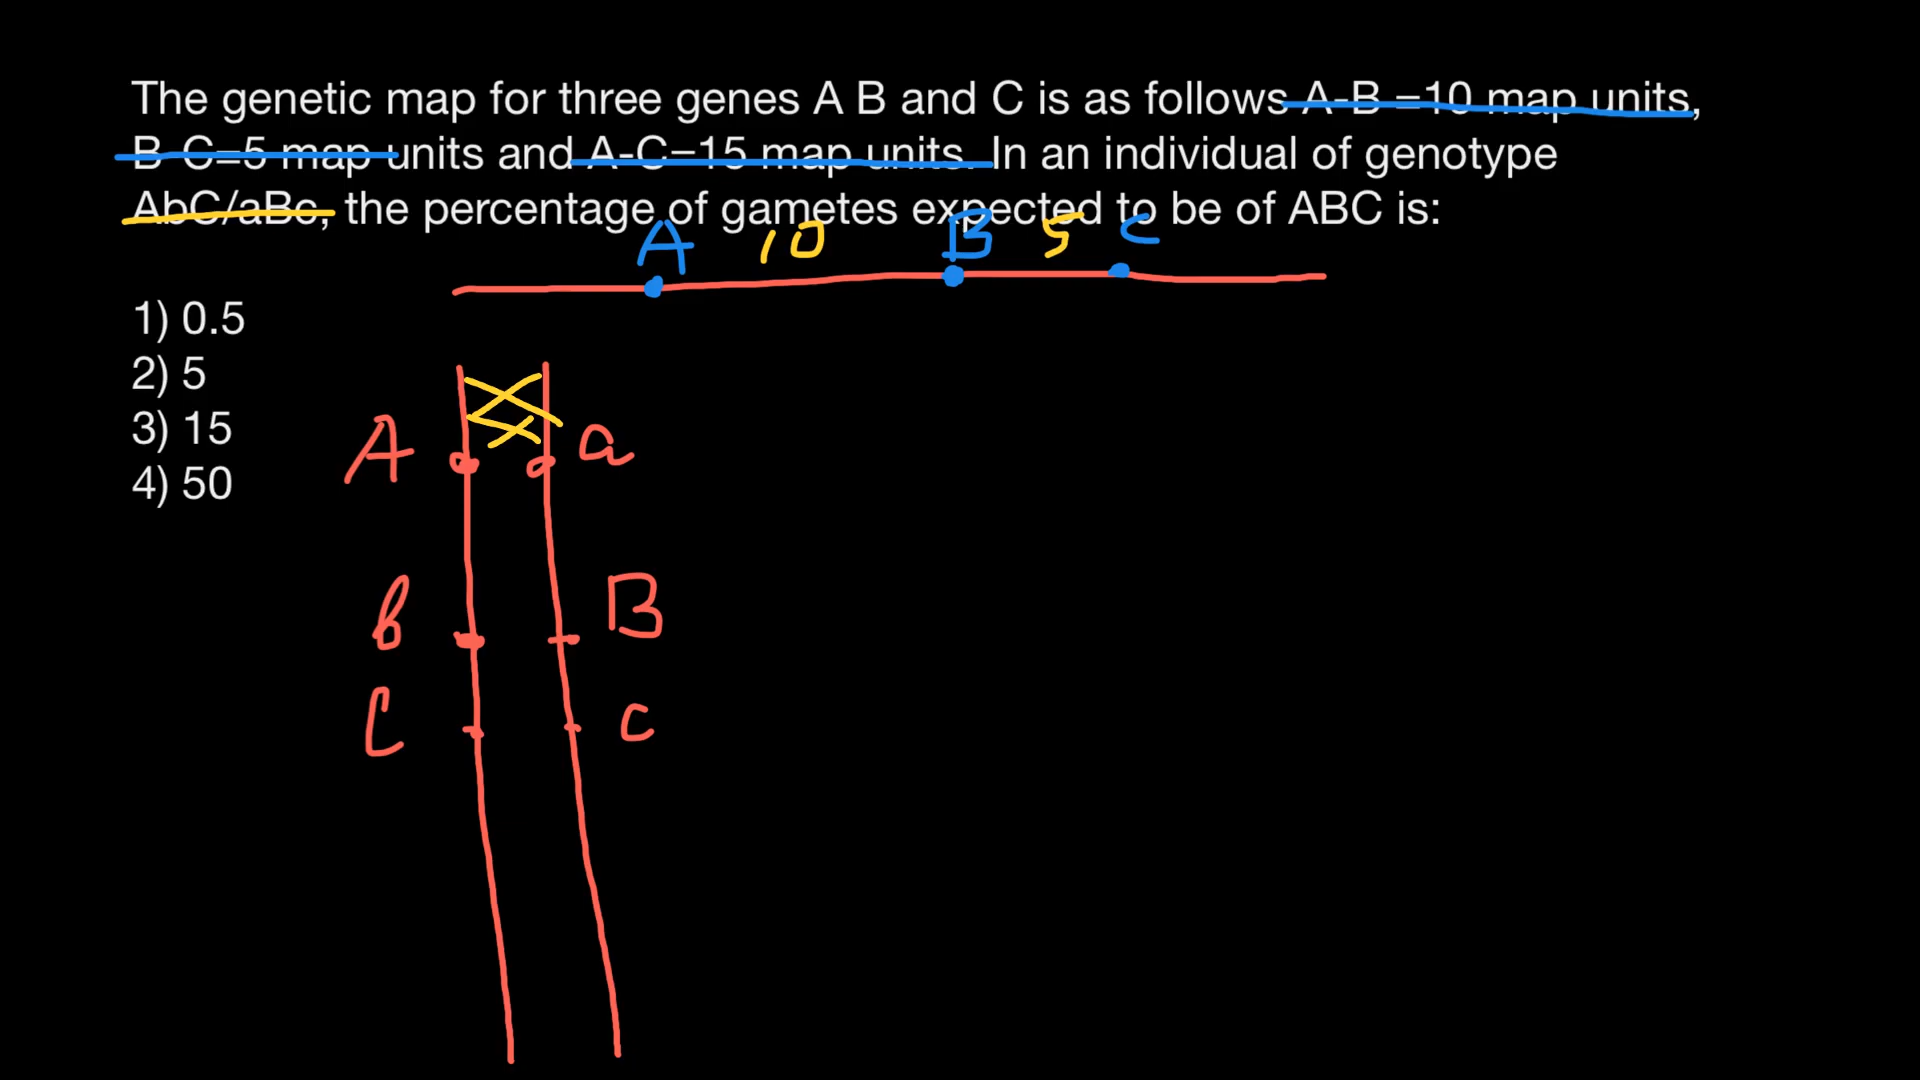 The genetic map for three genes A B and C is as follows A-B =10 map units,
B-C=5 map units and A-C=15 map units. In an individual of genotype
AbC/aBc, the percentage of gametes expected to be of ABC is:
A 10 B 5 C
1) 0.5
2) 5
3) 15
4) 50
A a
b B
C c